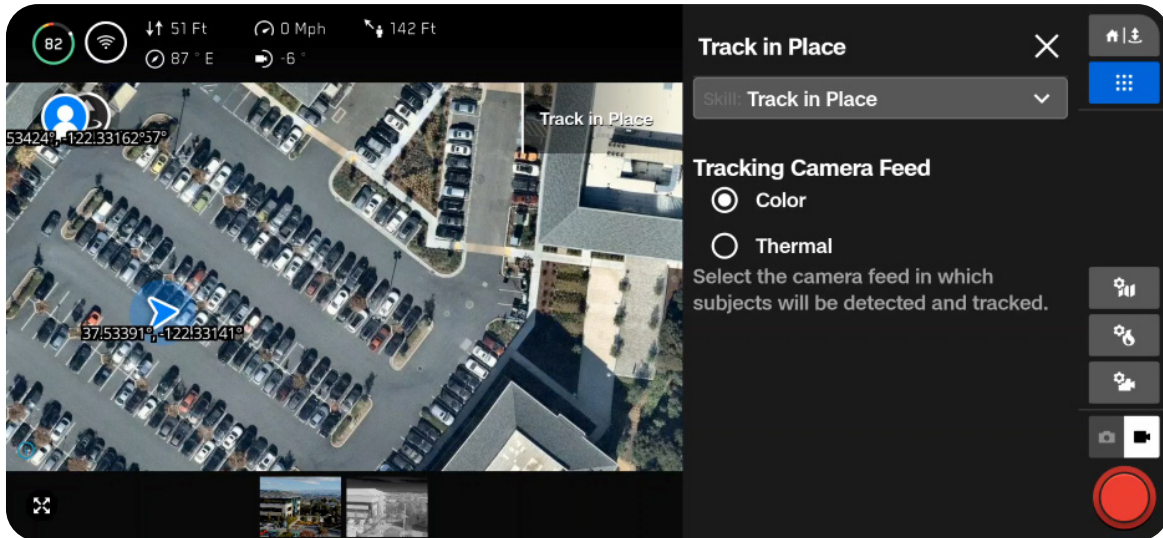 82
51 Ft
0 Mph
142 Ft
87 ° E
-6 °
Track in Place
Skill: Track in Place
Track in Place
53424°, -122.33162°57°
Tracking Camera Feed
Color
Thermal
Select the camera feed in which
subjects will be detected and tracked.
37.53391°, -122.33141°